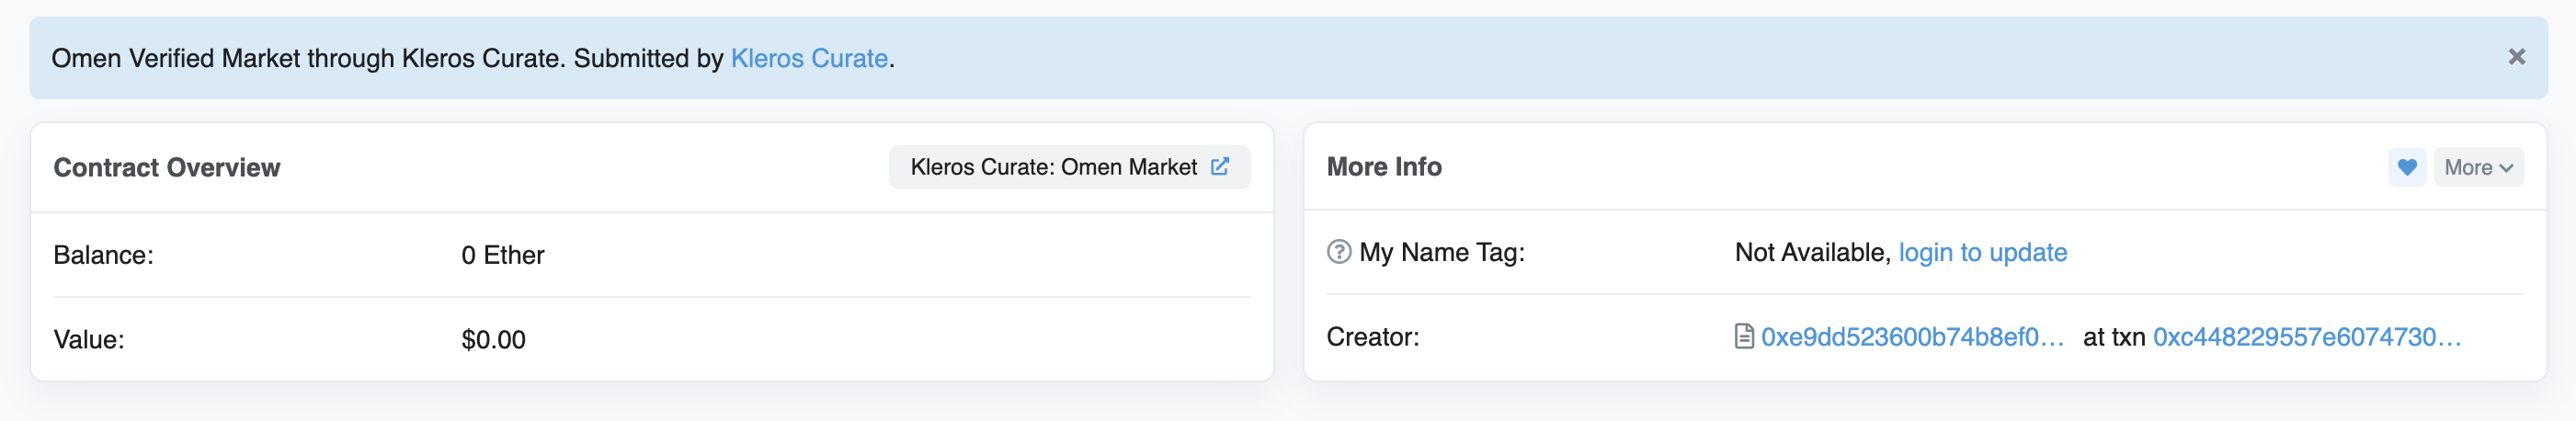 Omen Verified Market through Kleros Curate. Submitted by Kleros Curate.
Contract Overview
Kleros Curate: Omen Market
Balance: 0 Ether
Value: $0.00
More Info
More
My Name Tag: Not Available, login to update
Creator: 0xe9dd523600b74b8ef0... at txn 0xc448229557e6074730...